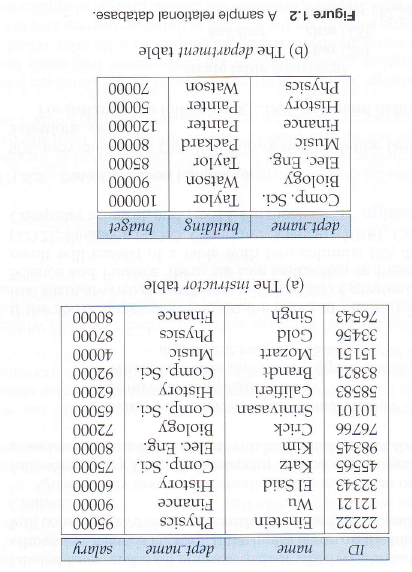 ID name dept_name salary
22222 Einstein Physics 95000
12121 Wu Finance 90000
32343 El Said History 60000
45565 Katz Comp. Sci. 75000
98345 Kim Elec. Eng. 80000
76766 Crick Biology 72000
10101 Srinivasan Comp. Sci. 65000
58583 Califieri History 62000
83821 Brandt Comp. Sci. 92000
15151 Mozart Music 40000
33456 Gold Physics 87000
76543 Singh Finance 80000
(a) The instructor table
dept_name building budget
Comp. Sci. Taylor 100000
Biology Watson 90000
Elec. Eng. Taylor 85000
Music Packard 80000
Finance Painter 120000
History Painter 50000
Physics Watson 70000
(b) The department table
Figure 1.2 A sample relational database.